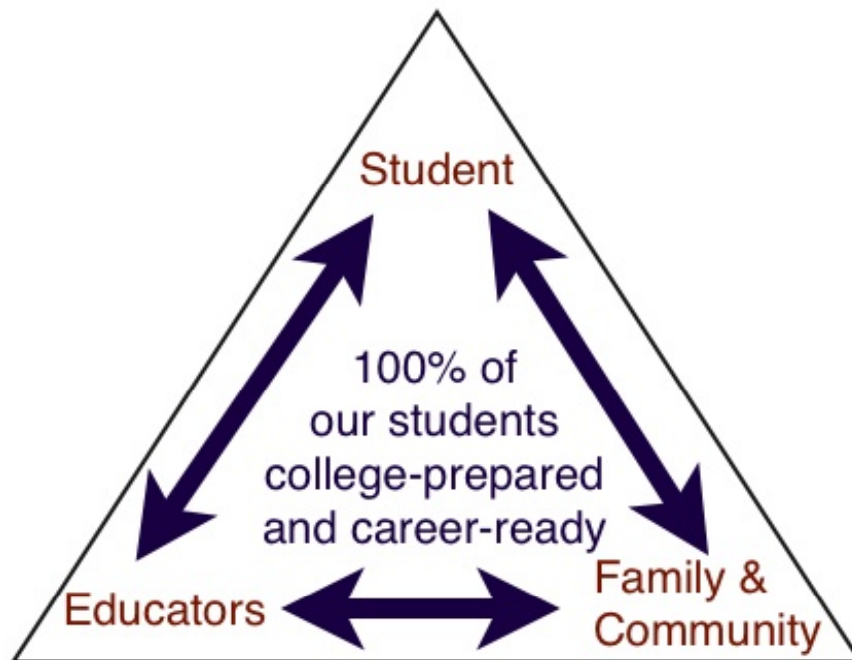 Student
100% of
our students
college-prepared
and career-ready
Educators
Family &
Community